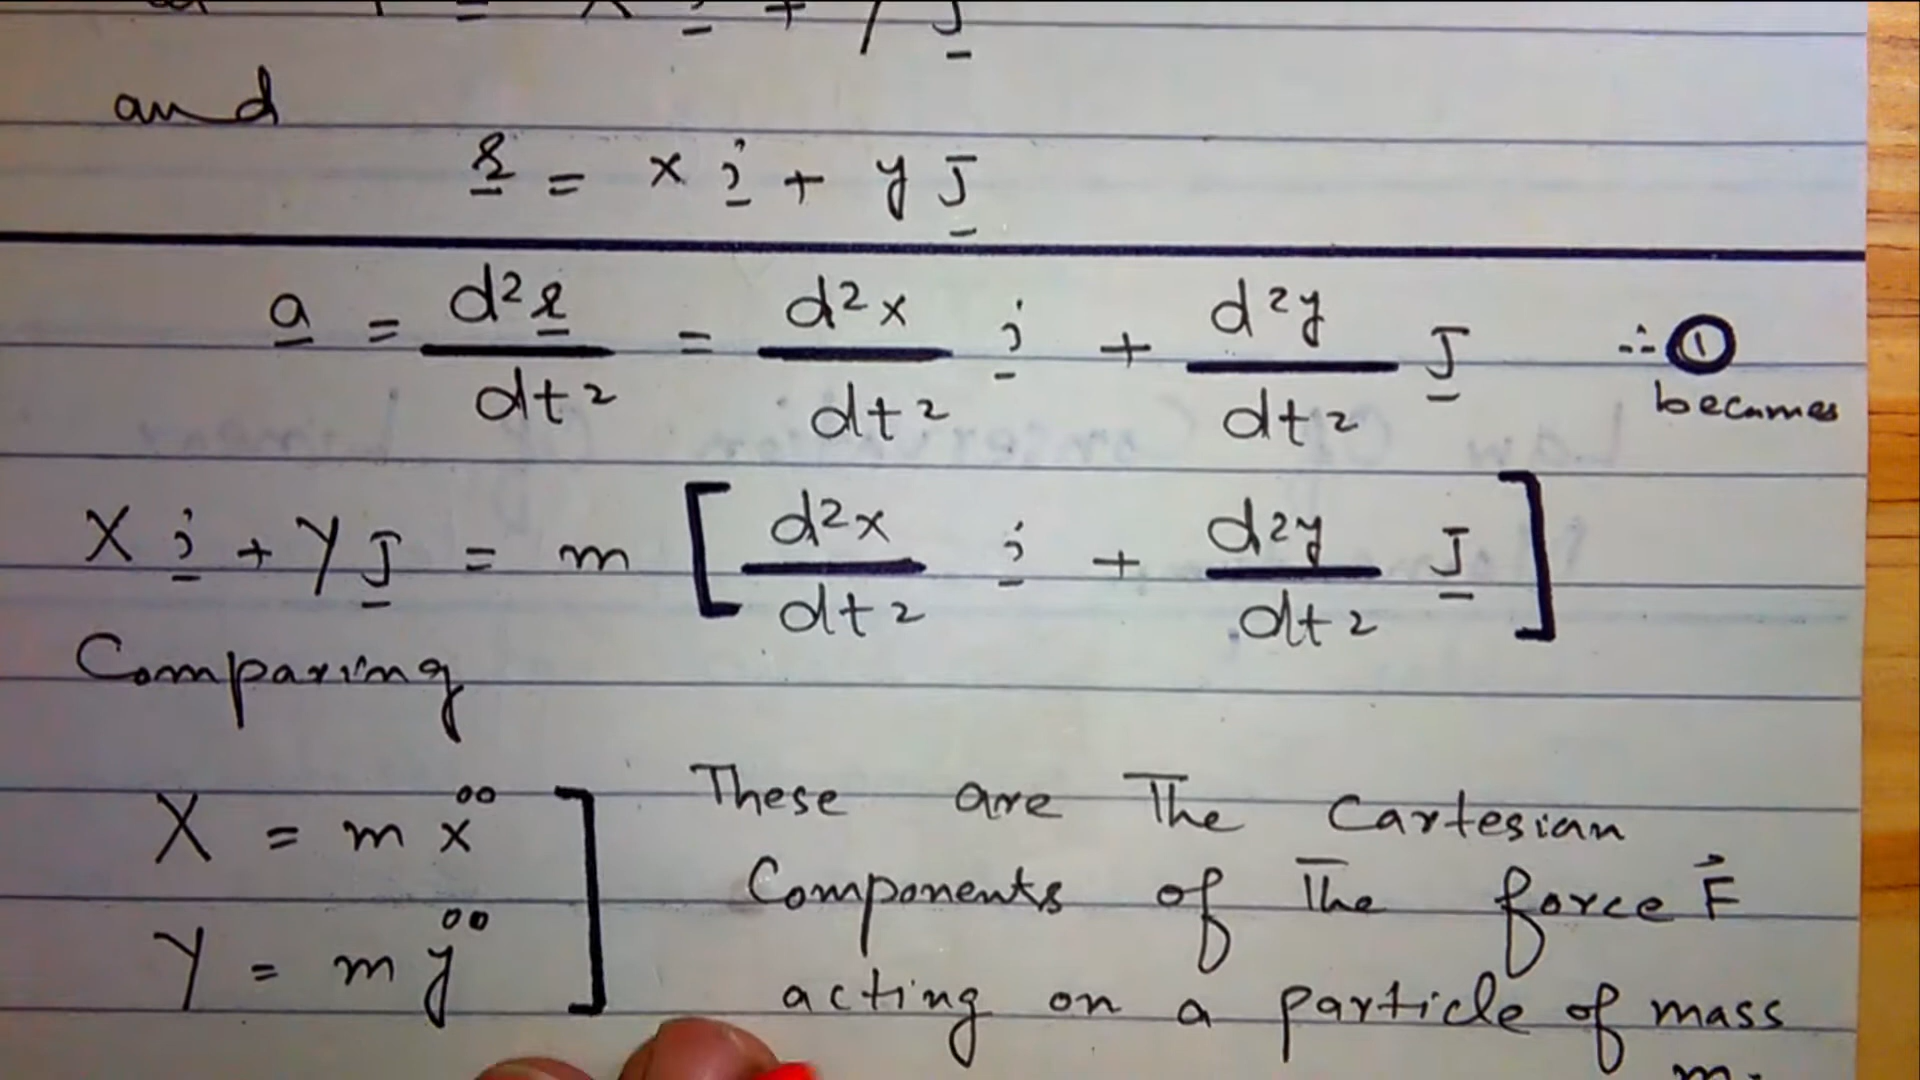 = X i + Y j
and
r = x i + y j
a = d²r/dt² = d²x/dt² i + d²y/dt² j ∴ ① becomes
X i + Y j = m [ d²x/dt² i + d²y/dt² j ]
Comparing
X = m ẍ
Y = m ÿ
These are The Cartesian
Components of The force F⃗
acting on a particle of mass
m.